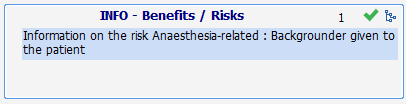 INFO - Benefits / Risks 1
Information on the risk Anaesthesia-related : Backgrounder given to
the patient